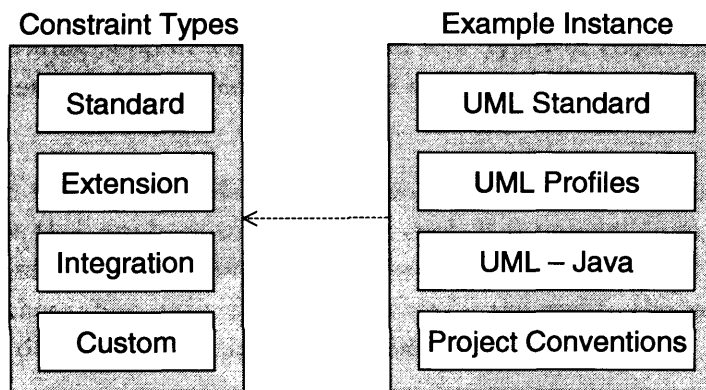 Constraint Types
Example Instance
Standard
UML Standard
Extension
UML Profiles
Integration
UML – Java
Custom
Project Conventions